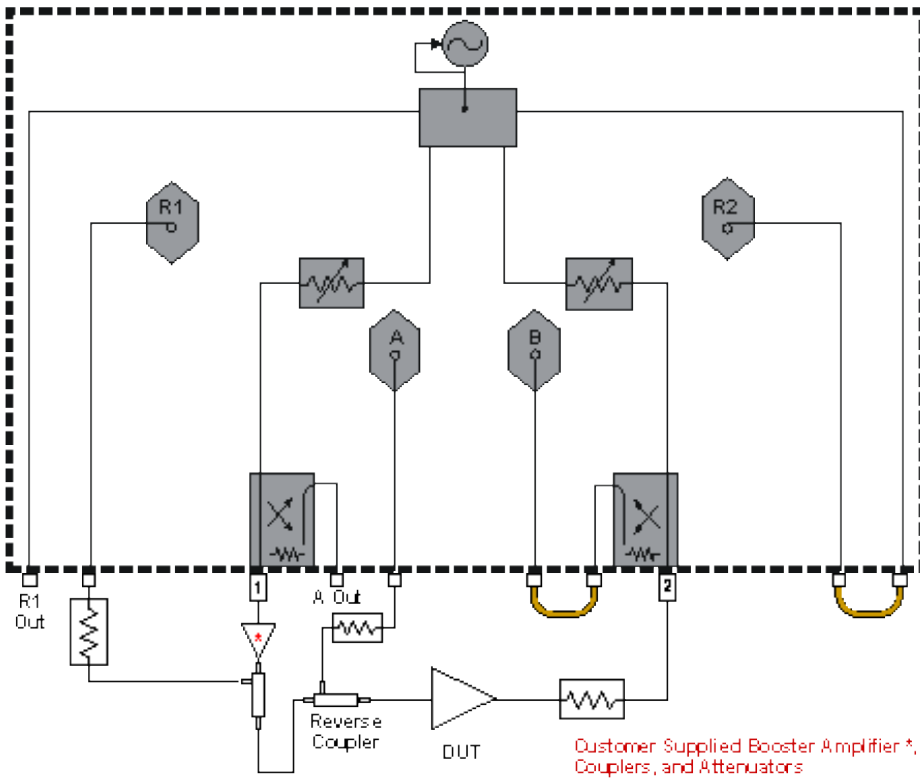 R1
R2
A
B
1
A Out
2
R1
Out
*
Reverse
Coupler
DUT
Customer Supplied Booster Amplifier *,
Couplers, and Attenuators